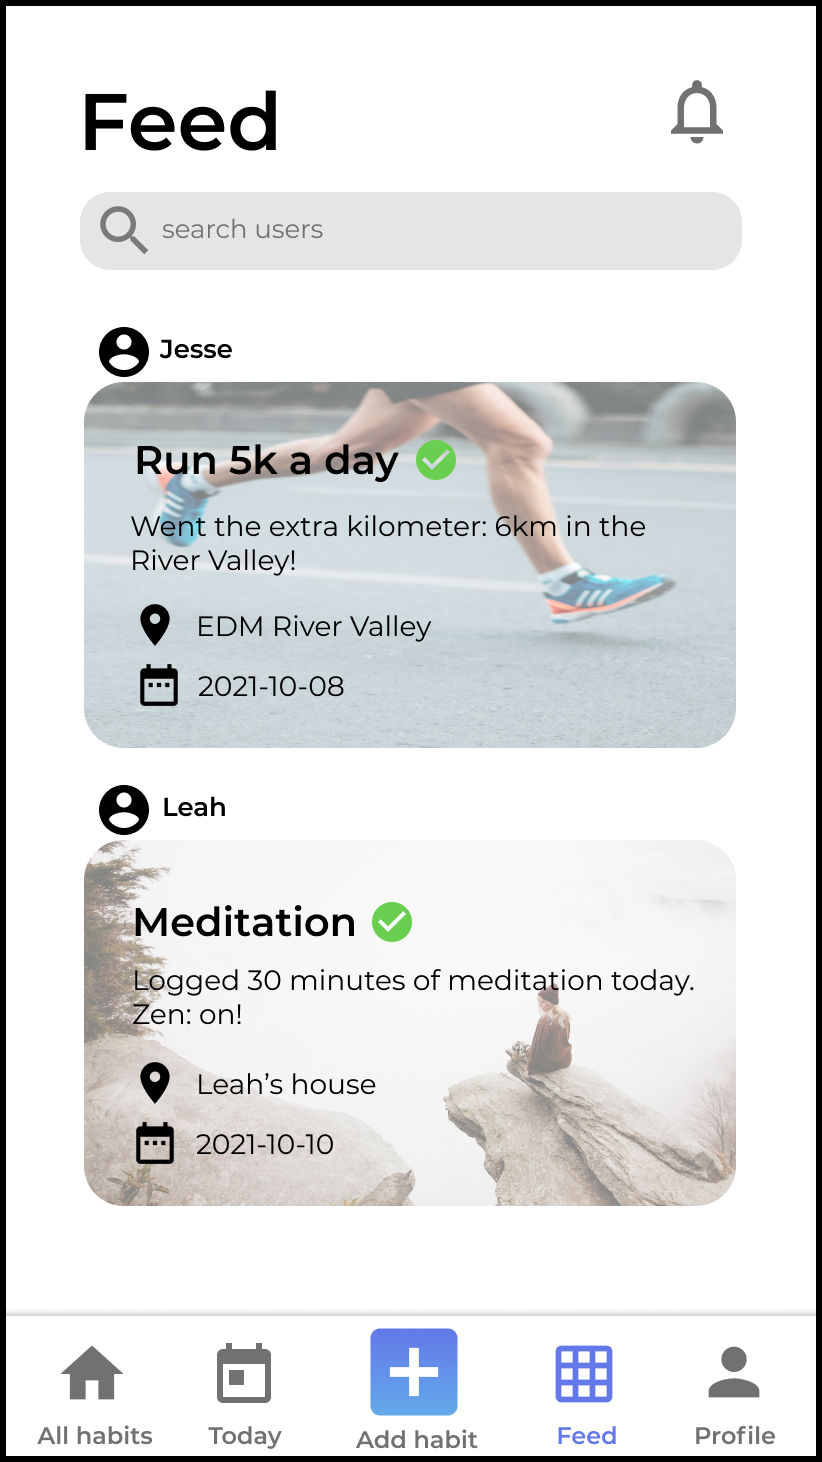 Feed
search users
Jesse
Run 5k a day
Went the extra kilometer: 6km in the
River Valley!
EDM River Valley
2021-10-08
Leah
Meditation
Logged 30 minutes of meditation today.
Zen: on!
Leah’s house
2021-10-10
All habits
Today
Add habit
Feed
Profile